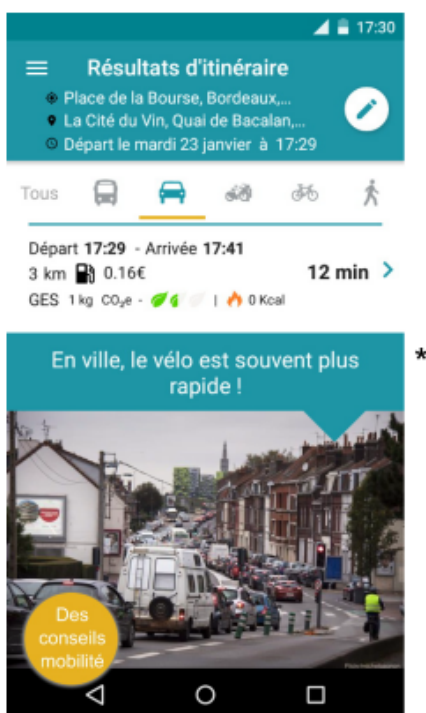 17:30
Résultats d'itinéraire
Place de la Bourse, Bordeaux,...
La Cité du Vin, Quai de Bacalan,...
Départ le mardi 23 janvier à 17:29
Tous
Départ 17:29 - Arrivée 17:41
3 km 0.16€ 12 min >
GES 1 kg CO₂e - | 0 Kcal
En ville, le vélo est souvent plus *
rapide !
Des
conseils
mobilité